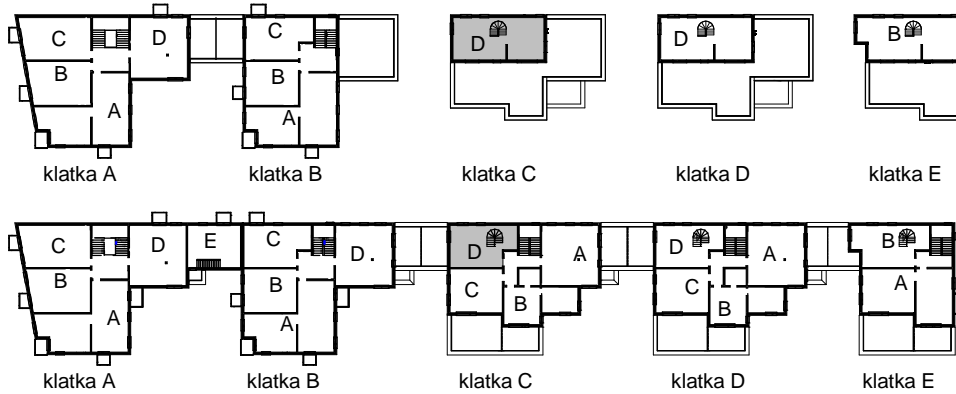 C D C D D B
B B
A A
klatka A klatka B klatka C klatka D klatka E
C D E C D D A D A B
B B C C A
A A B B
klatka A klatka B klatka C klatka D klatka E